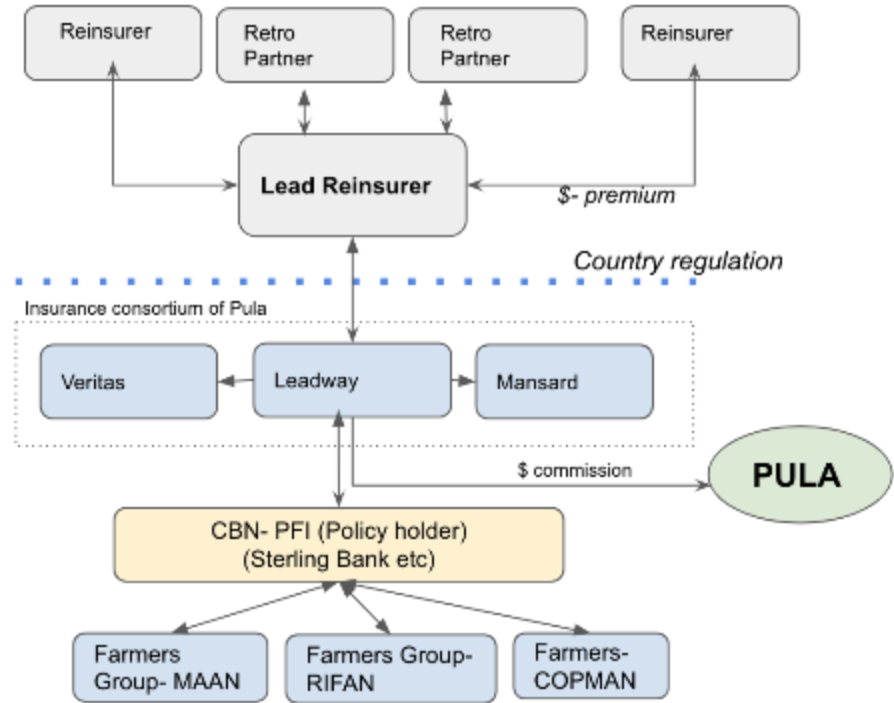 Reinsurer
Retro
Partner
Retro
Partner
Reinsurer
Lead Reinsurer
$- premium
Country regulation
Insurance consortium of Pula
Veritas
Leadway
Mansard
$ commission
PULA
CBN- PFI (Policy holder)
(Sterling Bank etc)
Farmers
Group- MAAN
Farmers Group-
RIFAN
Farmers-
COPMAN